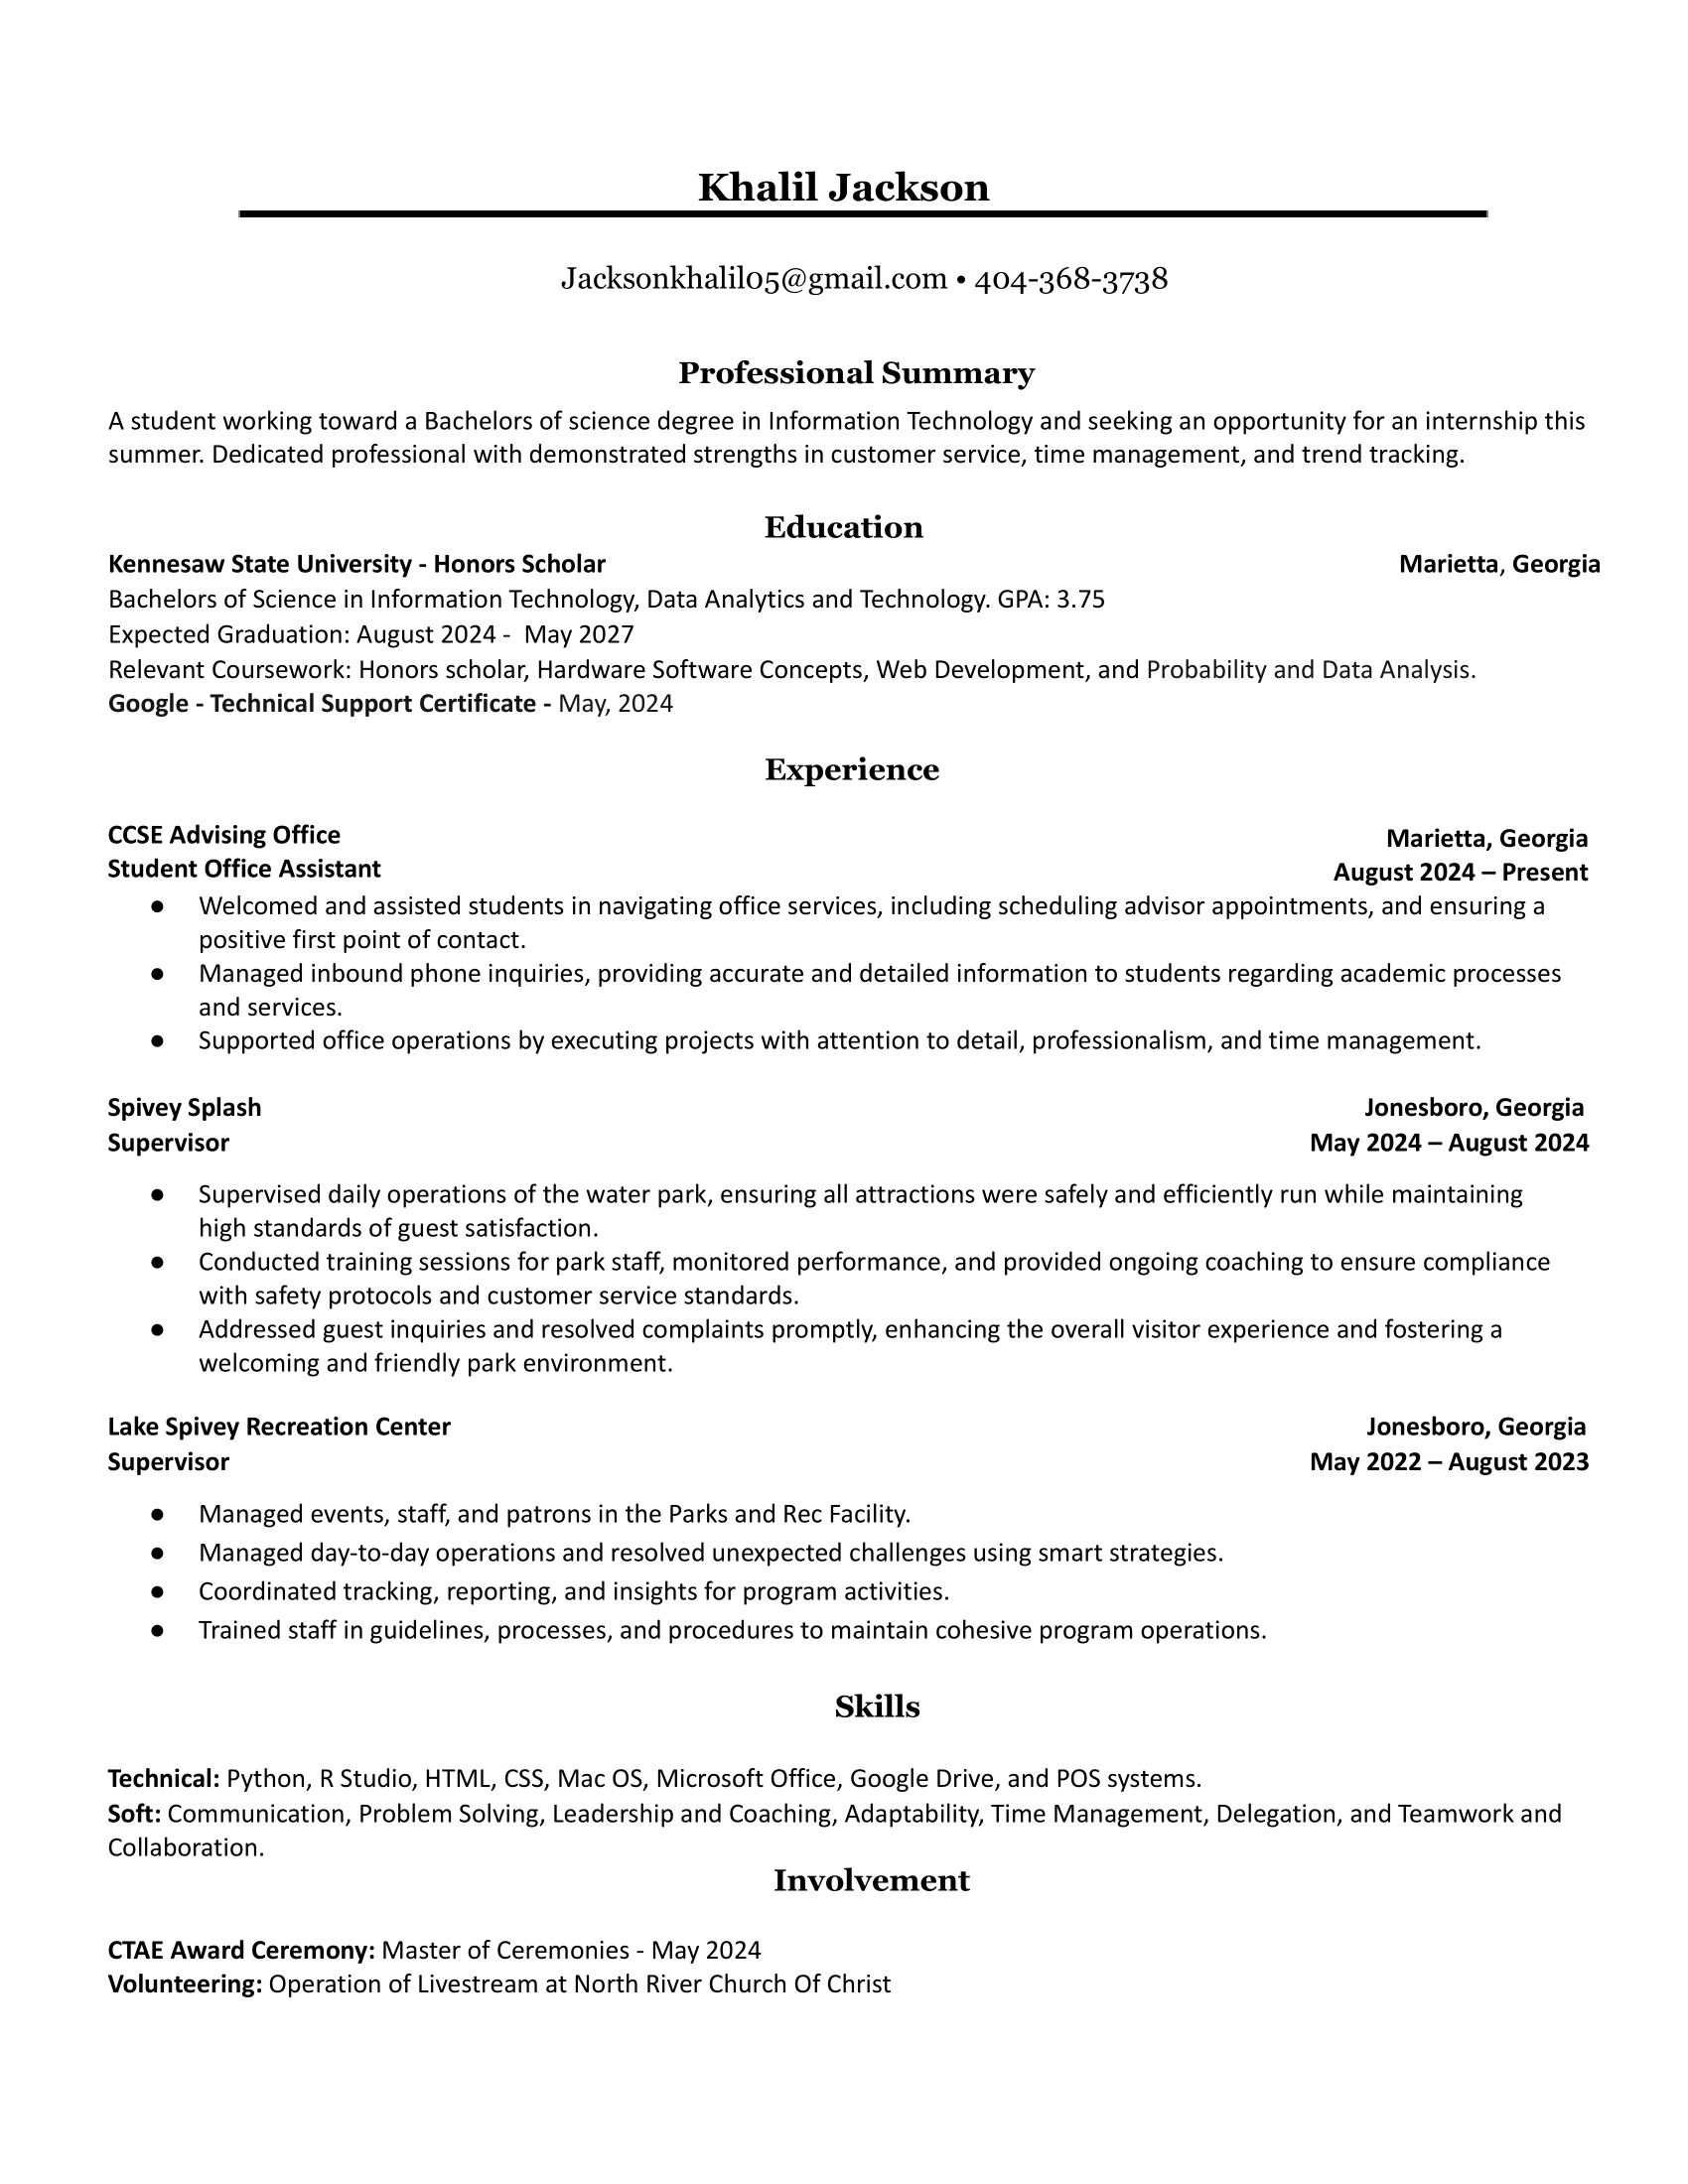 Khalil Jackson
Jacksonkhalil05@gmail.com • 404-368-3738
Professional Summary
A student working toward a Bachelors of science degree in Information Technology and seeking an opportunity for an internship this
summer. Dedicated professional with demonstrated strengths in customer service, time management, and trend tracking.
Education
Kennesaw State University - Honors Scholar Marietta, Georgia
Bachelors of Science in Information Technology, Data Analytics and Technology. GPA: 3.75
Expected Graduation: August 2024 - May 2027
Relevant Coursework: Honors scholar, Hardware Software Concepts, Web Development, and Probability and Data Analysis.
Google - Technical Support Certificate - May, 2024
Experience
CCSE Advising Office Marietta, Georgia
Student Office Assistant August 2024 – Present
● Welcomed and assisted students in navigating office services, including scheduling advisor appointments, and ensuring a
positive first point of contact.
● Managed inbound phone inquiries, providing accurate and detailed information to students regarding academic processes
and services.
● Supported office operations by executing projects with attention to detail, professionalism, and time management.
Spivey Splash Jonesboro, Georgia
Supervisor May 2024 – August 2024
● Supervised daily operations of the water park, ensuring all attractions were safely and efficiently run while maintaining
high standards of guest satisfaction.
● Conducted training sessions for park staff, monitored performance, and provided ongoing coaching to ensure compliance
with safety protocols and customer service standards.
● Addressed guest inquiries and resolved complaints promptly, enhancing the overall visitor experience and fostering a
welcoming and friendly park environment.
Lake Spivey Recreation Center Jonesboro, Georgia
Supervisor May 2022 – August 2023
● Managed events, staff, and patrons in the Parks and Rec Facility.
● Managed day-to-day operations and resolved unexpected challenges using smart strategies.
● Coordinated tracking, reporting, and insights for program activities.
● Trained staff in guidelines, processes, and procedures to maintain cohesive program operations.
Skills
Technical: Python, R Studio, HTML, CSS, Mac OS, Microsoft Office, Google Drive, and POS systems.
Soft: Communication, Problem Solving, Leadership and Coaching, Adaptability, Time Management, Delegation, and Teamwork and
Collaboration.
Involvement
CTAE Award Ceremony: Master of Ceremonies - May 2024
Volunteering: Operation of Livestream at North River Church Of Christ